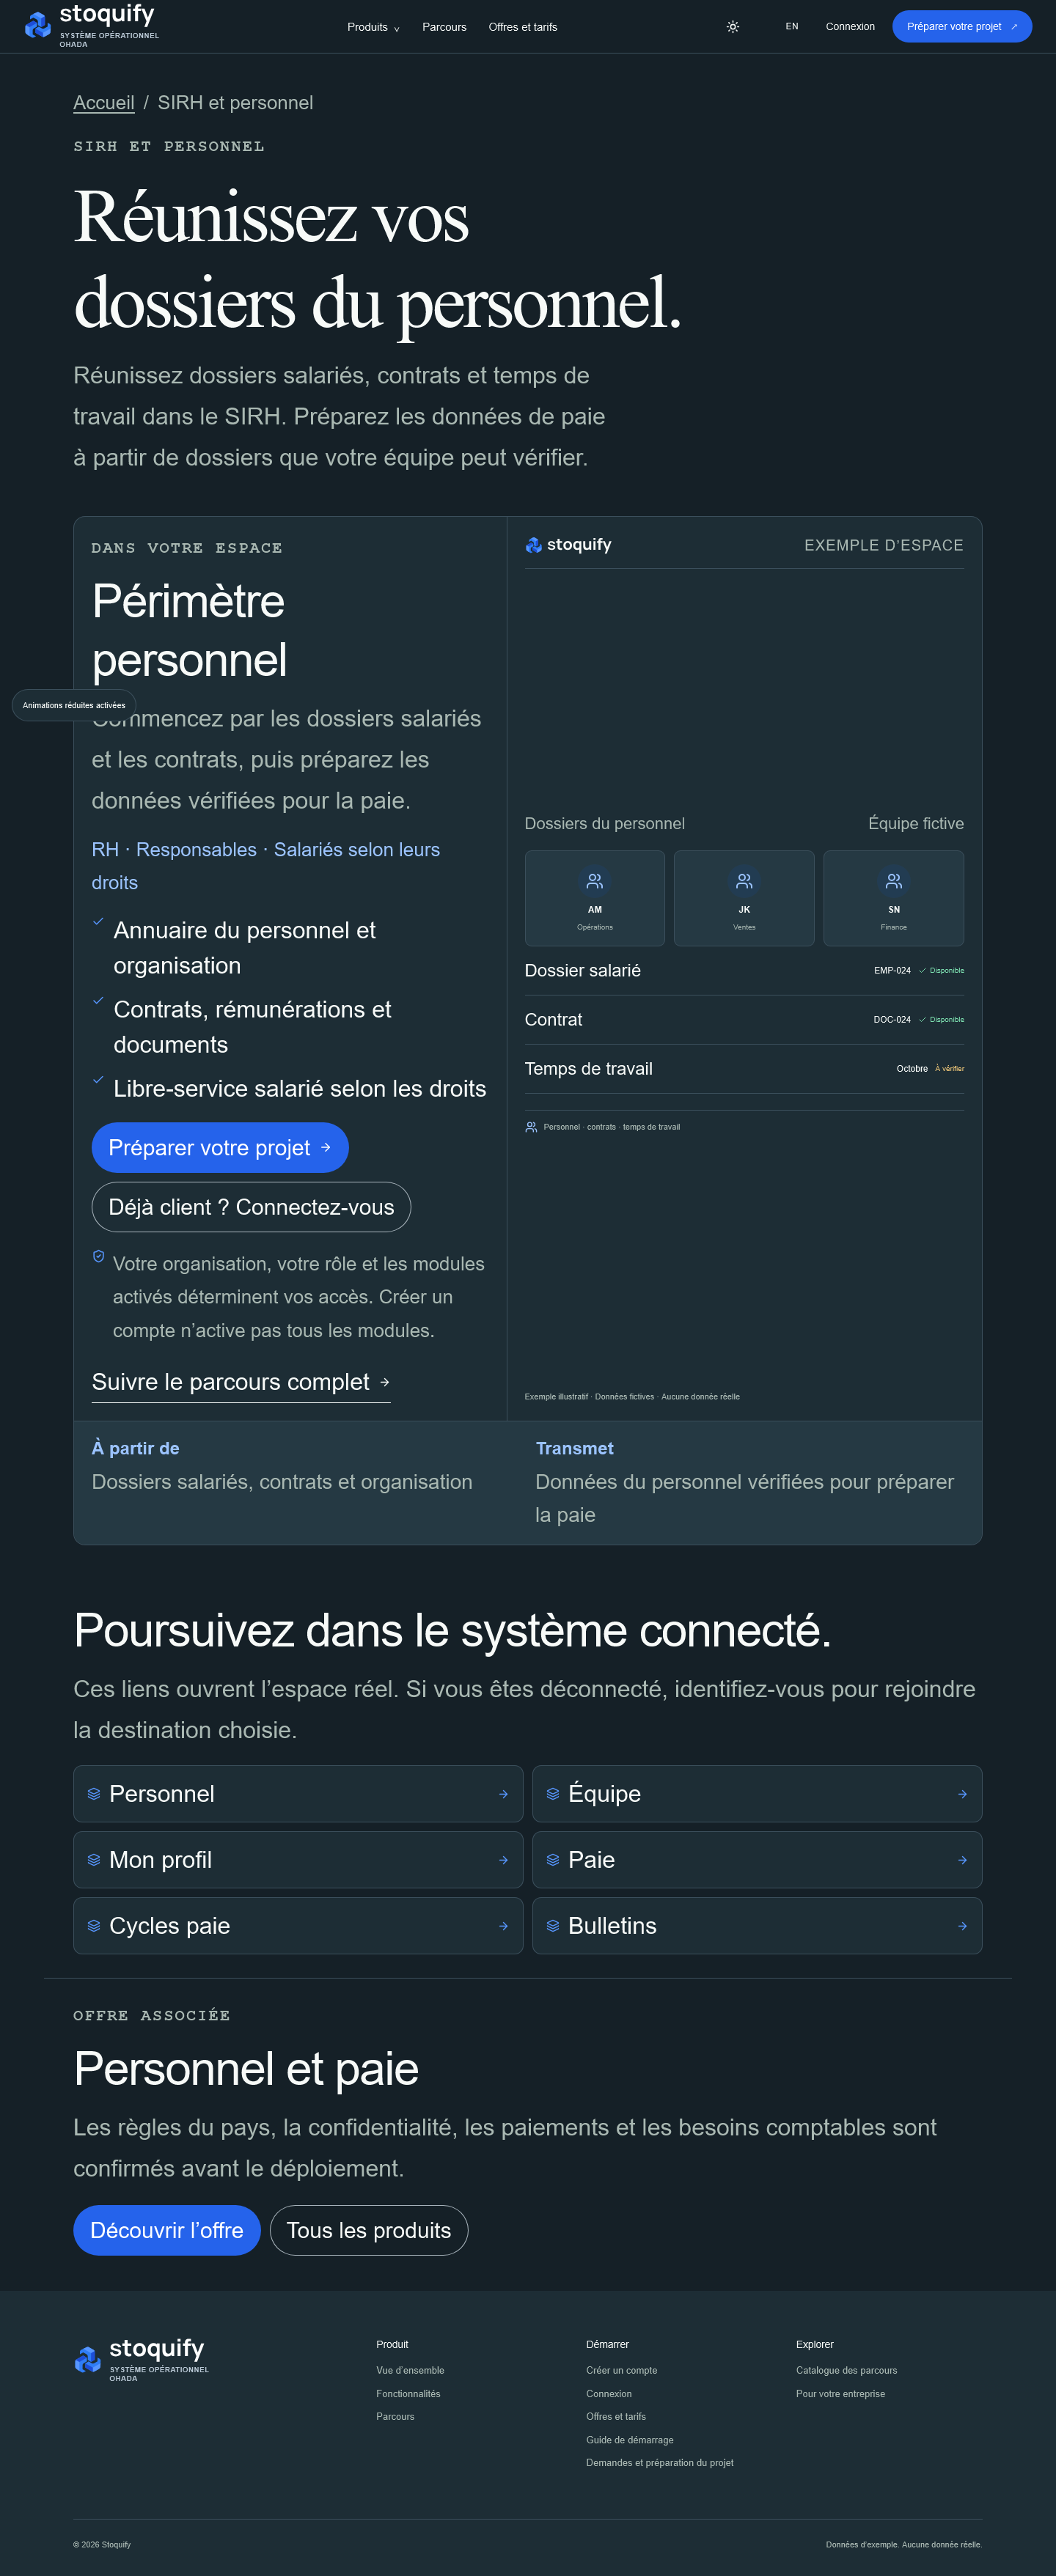 stoquify
SYSTÈME OPÉRATIONNEL
OHADA
Produits
Parcours
Offres et tarifs
EN
Connexion
Préparer votre projet ↗
Accueil / SIRH et personnel
SIRH ET PERSONNEL
Réunissez vos
dossiers du personnel.
Réunissez dossiers salariés, contrats et temps de
travail dans le SIRH. Préparez les données de paie
à partir de dossiers que votre équipe peut vérifier.
DANS VOTRE ESPACE
Périmètre
personnel
Animations réduites activées
Commencez par les dossiers salariés
et les contrats, puis préparez les
données vérifiées pour la paie.
RH · Responsables · Salariés selon leurs
droits
Annuaire du personnel et
organisation
Contrats, rémunérations et
documents
Libre-service salarié selon les droits
Préparer votre projet →
Déjà client ? Connectez-vous
Votre organisation, votre rôle et les modules
activés déterminent vos accès. Créer un
compte n’active pas tous les modules.
Suivre le parcours complet →
stoquify
EXEMPLE D’ESPACE
Dossiers du personnel
Équipe fictive
AM
Opérations
JK
Ventes
SN
Finance
Dossier salarié
EMP-024
Disponible
Contrat
DOC-024
Disponible
Temps de travail
Octobre
À vérifier
Personnel · contrats · temps de travail
Exemple illustratif · Données fictives · Aucune donnée réelle
À partir de
Dossiers salariés, contrats et organisation
Transmet
Données du personnel vérifiées pour préparer
la paie
Poursuivez dans le système connecté.
Ces liens ouvrent l’espace réel. Si vous êtes déconnecté, identifiez-vous pour rejoindre
la destination choisie.
Personnel
Équipe
Mon profil
Paie
Cycles paie
Bulletins
OFFRE ASSOCIÉE
Personnel et paie
Les règles du pays, la confidentialité, les paiements et les besoins comptables sont
confirmés avant le déploiement.
Découvrir l’offre
Tous les produits
stoquify
SYSTÈME OPÉRATIONNEL
OHADA
Produit
Vue d’ensemble
Fonctionnalités
Parcours
Démarrer
Créer un compte
Connexion
Offres et tarifs
Guide de démarrage
Demandes et préparation du projet
Explorer
Catalogue des parcours
Pour votre entreprise
© 2026 Stoquify
Données d’exemple. Aucune donnée réelle.